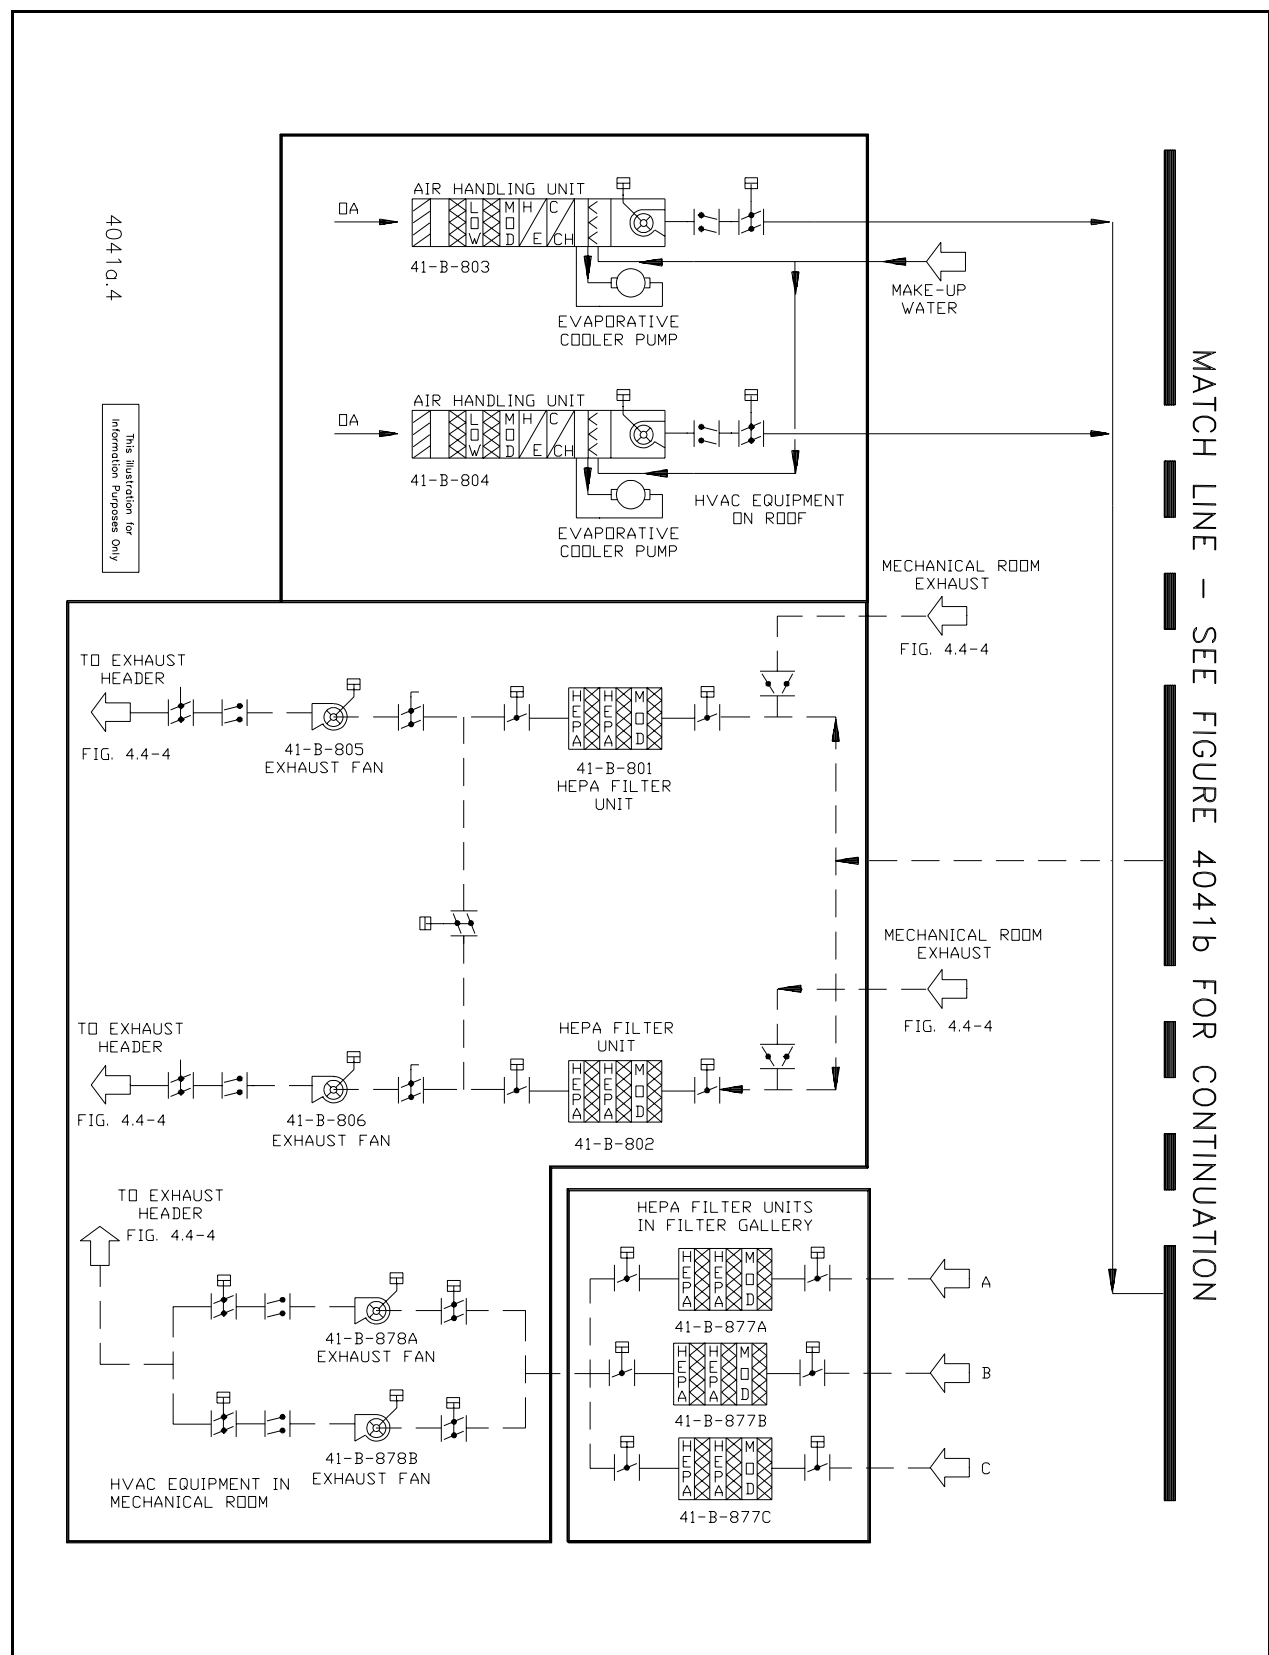 AIR HANDLING UNIT
OA
LOW
MOD
H
E
C
ECH
41-B-803
EVAPORATIVE
COOLER PUMP
MAKE-UP
WATER
AIR HANDLING UNIT
OA
LOW
MOD
H
E
C
ECH
41-B-804
EVAPORATIVE
COOLER PUMP
HVAC EQUIPMENT
ON ROOF
4041a.4
This illustration for
Information Purposes Only
MATCH LINE - SEE FIGURE 4041b FOR CONTINUATION
MECHANICAL ROOM
EXHAUST
FIG. 4.4-4
TO EXHAUST
HEADER
FIG. 4.4-4
41-B-805
EXHAUST FAN
HEPA
HEPA
MOD
41-B-801
HEPA FILTER
UNIT
MECHANICAL ROOM
EXHAUST
FIG. 4.4-4
TO EXHAUST
HEADER
FIG. 4.4-4
41-B-806
EXHAUST FAN
HEPA FILTER
UNIT
HEPA
HEPA
MOD
41-B-802
TO EXHAUST
HEADER
FIG. 4.4-4
41-B-878A
EXHAUST FAN
41-B-878B
EXHAUST FAN
HVAC EQUIPMENT IN
MECHANICAL ROOM
HEPA FILTER UNITS
IN FILTER GALLERY
HEPA
HEPA
MOD
A
41-B-877A
HEPA
HEPA
MOD
B
41-B-877B
HEPA
HEPA
MOD
C
41-B-877C